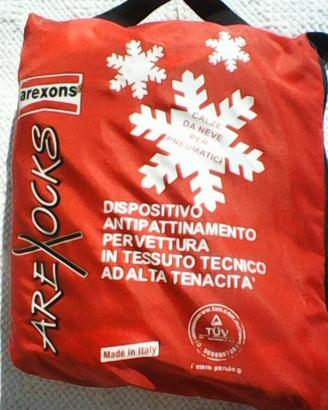 arexons
CALZE
DA NEVE
PER
PNEUMATICI
AREXOCKS
DISPOSITIVO
ANTIPATTINAMENTO
PER VETTURA
IN TESSUTO TECNICO
AD ALTA TENACITA'
Made in Italy
TÜV